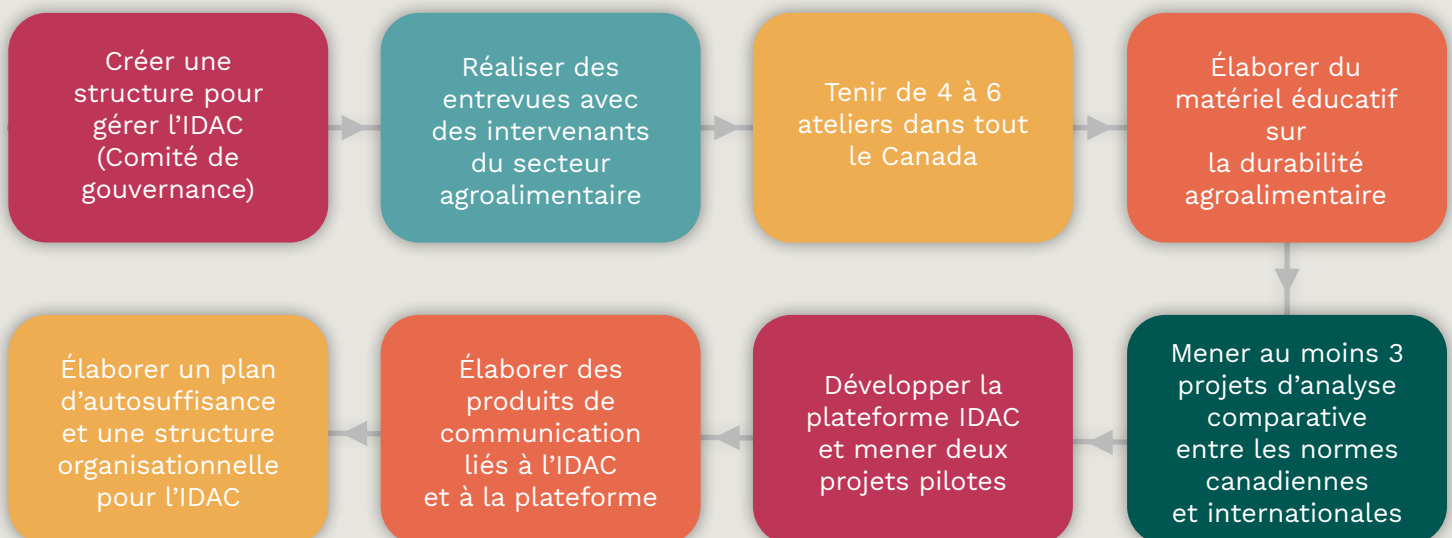 Créer une
structure pour
gérer l’IDAC
(Comité de
gouvernance)
Réaliser des
entrevues avec
des intervenants
du secteur
agroalimentaire
Tenir de 4 à 6
ateliers dans tout
le Canada
Élaborer du
matériel éducatif
sur
la durabilité
agroalimentaire
Mener au moins 3
projets d’analyse
comparative
entre les normes
canadiennes
et internationales
Développer la
plateforme IDAC
et mener deux
projets pilotes
Élaborer des
produits de
communication
liés à l’IDAC
et à la plateforme
Élaborer un plan
d’autosuffisance
et une structure
organisationnelle
pour l’IDAC